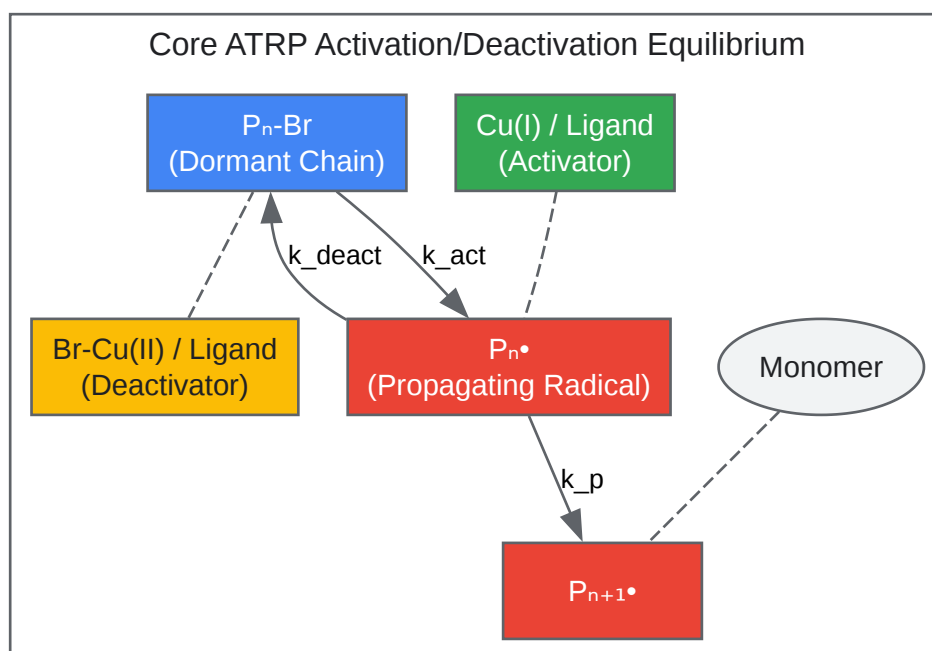 Core ATRP Activation/Deactivation Equilibrium
Pₙ-Br
(Dormant Chain)
Cu(I) / Ligand
(Activator)
k_deact
k_act
Br-Cu(II) / Ligand
(Deactivator)
Pₙ•
(Propagating Radical)
Monomer
k_p
Pₙ₊₁•